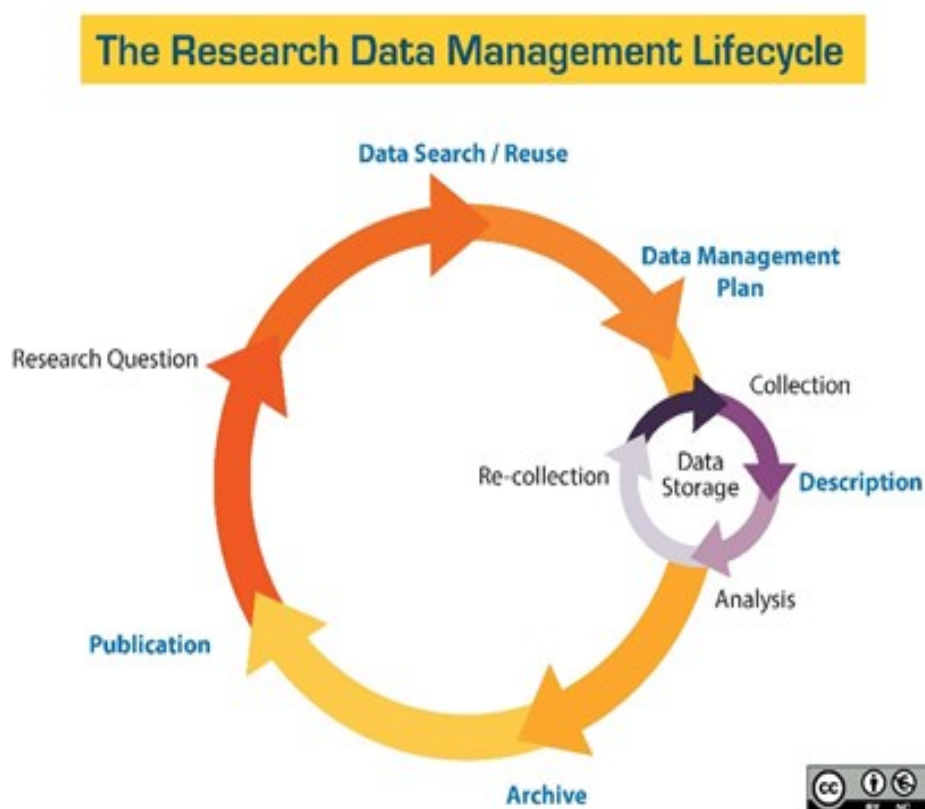 The Research Data Management Lifecycle
Data Search / Reuse
Data Management
Plan
Research Question
Collection
Re-collection
Data
Storage
Description
Analysis
Publication
Archive
cc